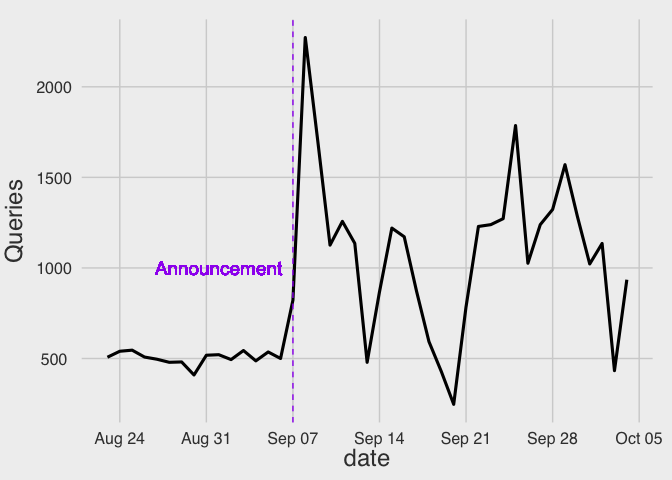 Queries
2000
1500
1000
500
Announcement
Aug 24 Aug 31 Sep 07 Sep 14 Sep 21 Sep 28 Oct 05
date